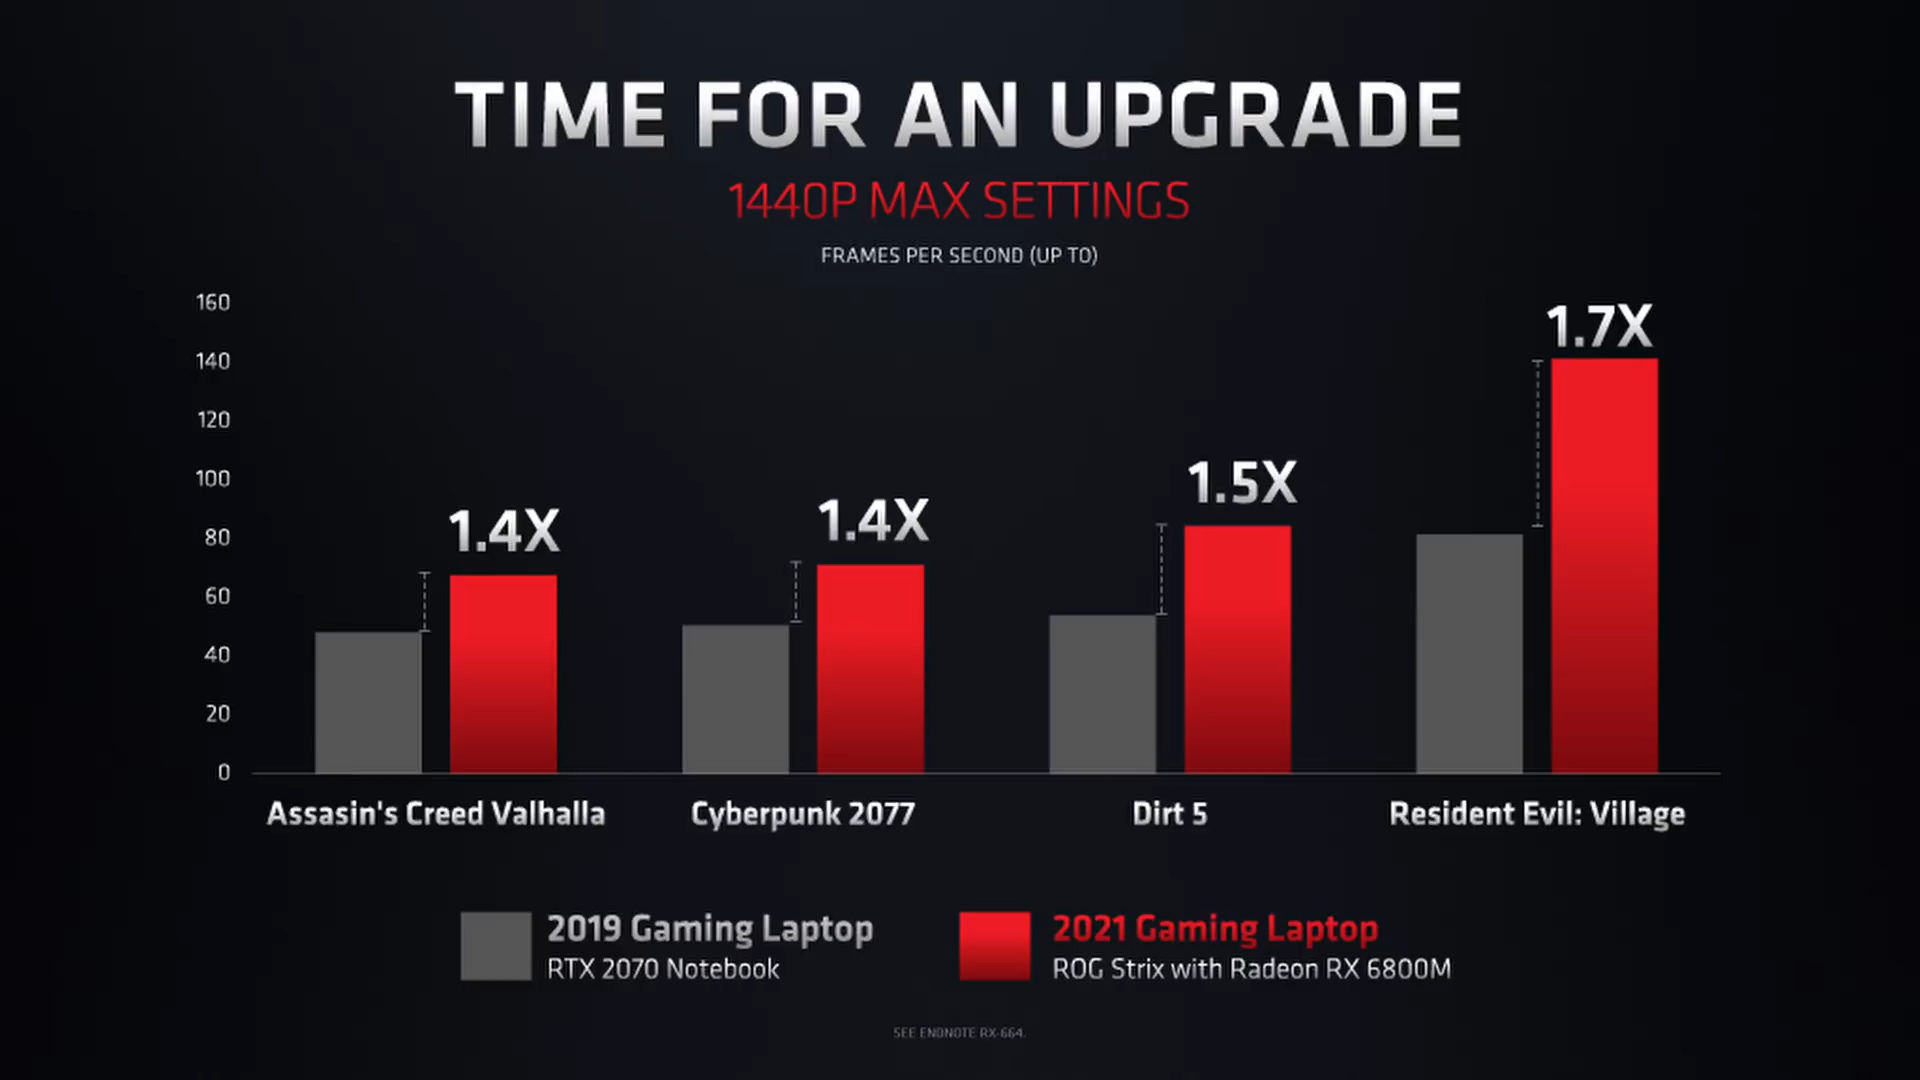 TIME FOR AN UPGRADE
1440P MAX SETTINGS
FRAMES PER SECOND (UP TO)
160
140
120
100
80
60
40
20
0
1.4X
1.4X
1.5X
1.7X
Assasin's Creed Valhalla
Cyberpunk 2077
Dirt 5
Resident Evil: Village
2019 Gaming Laptop
RTX 2070 Notebook
2021 Gaming Laptop
ROG Strix with Radeon RX 6800M
SEE ENDNOTE RX-664.